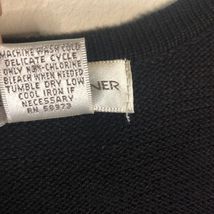 MACHINE WASH COLD
DELICATE CYCLE
ONLY NON-CHLORINE
BLEACH WHEN NEEDED
TUMBLE DRY LOW
COOL IRON IF
NECESSARY
RN 58973
NER